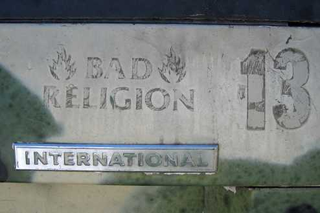 BAD
RELIGION
13
INTERNATIONAL